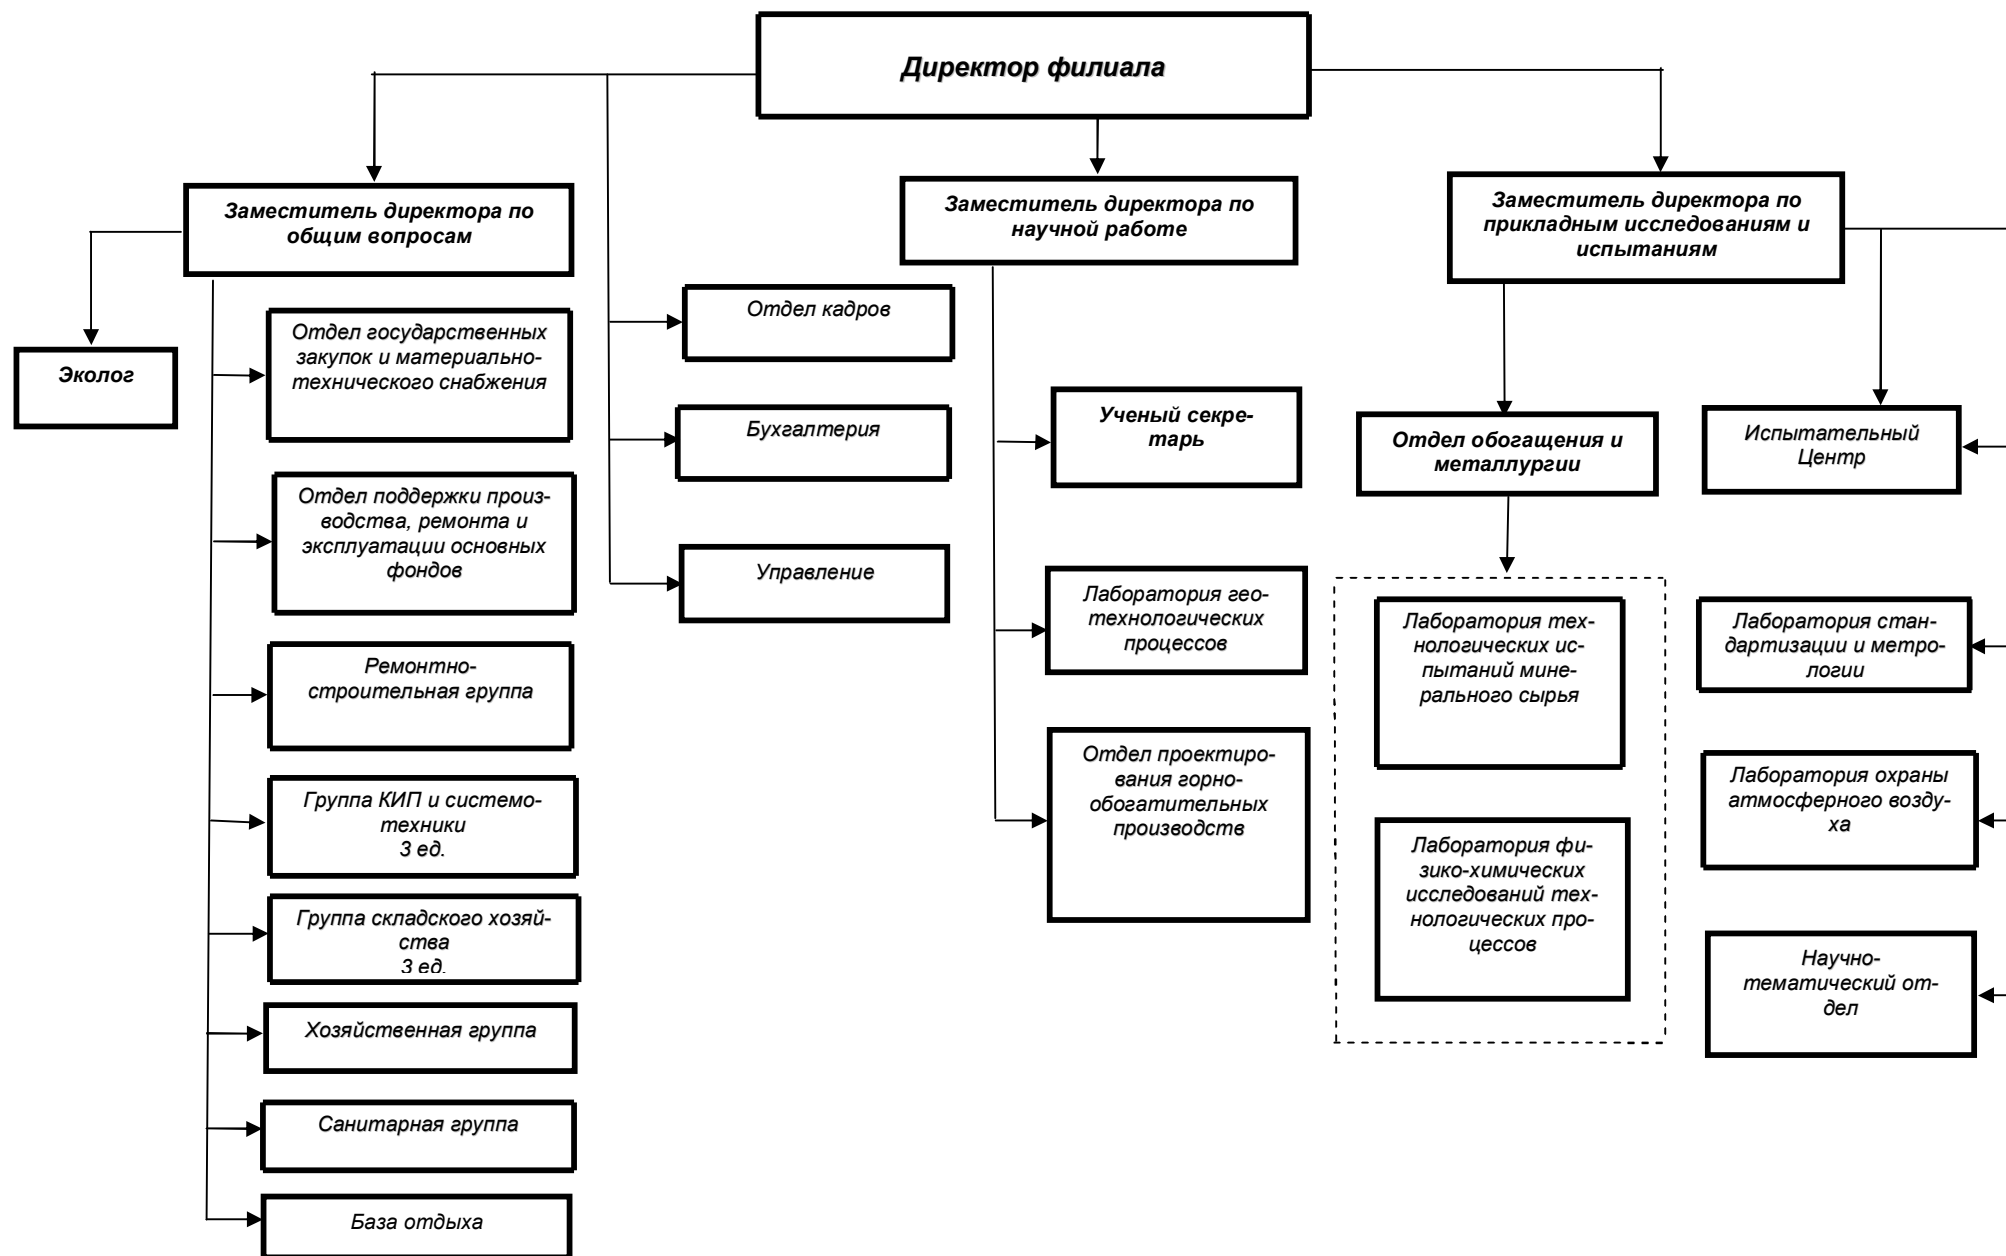 Директор филиала
Заместитель директора по
общим вопросам
Заместитель директора по
научной работе
Заместитель директора по
прикладным исследованиям и
испытаниям
Эколог
Отдел государственных
закупок и материально-
технического снабжения
Отдел поддержки произ-
водства, ремонта и
эксплуатации основных
фондов
Ремонтно-
строительная группа
Группа КИП и системо-
техники
3 ед.
Группа складского хозяй-
ства
3 ед.
Хозяйственная группа
Санитарная группа
База отдыха
Отдел кадров
Бухгалтерия
Управление
Ученый секре-
тарь
Лаборатория гео-
технологических
процессов
Отдел проектиро-
вания горно-
обогатительных
производств
Отдел обогащения и
металлургии
Лаборатория тех-
нологических ис-
пытаний мине-
рального сырья
Лаборатория фи-
зико-химических
исследований тех-
нологических про-
цессов
Испытательный
Центр
Лаборатория стан-
дартизации и метро-
логии
Лаборатория охраны
атмосферного возду-
ха
Научно-
тематический от-
дел